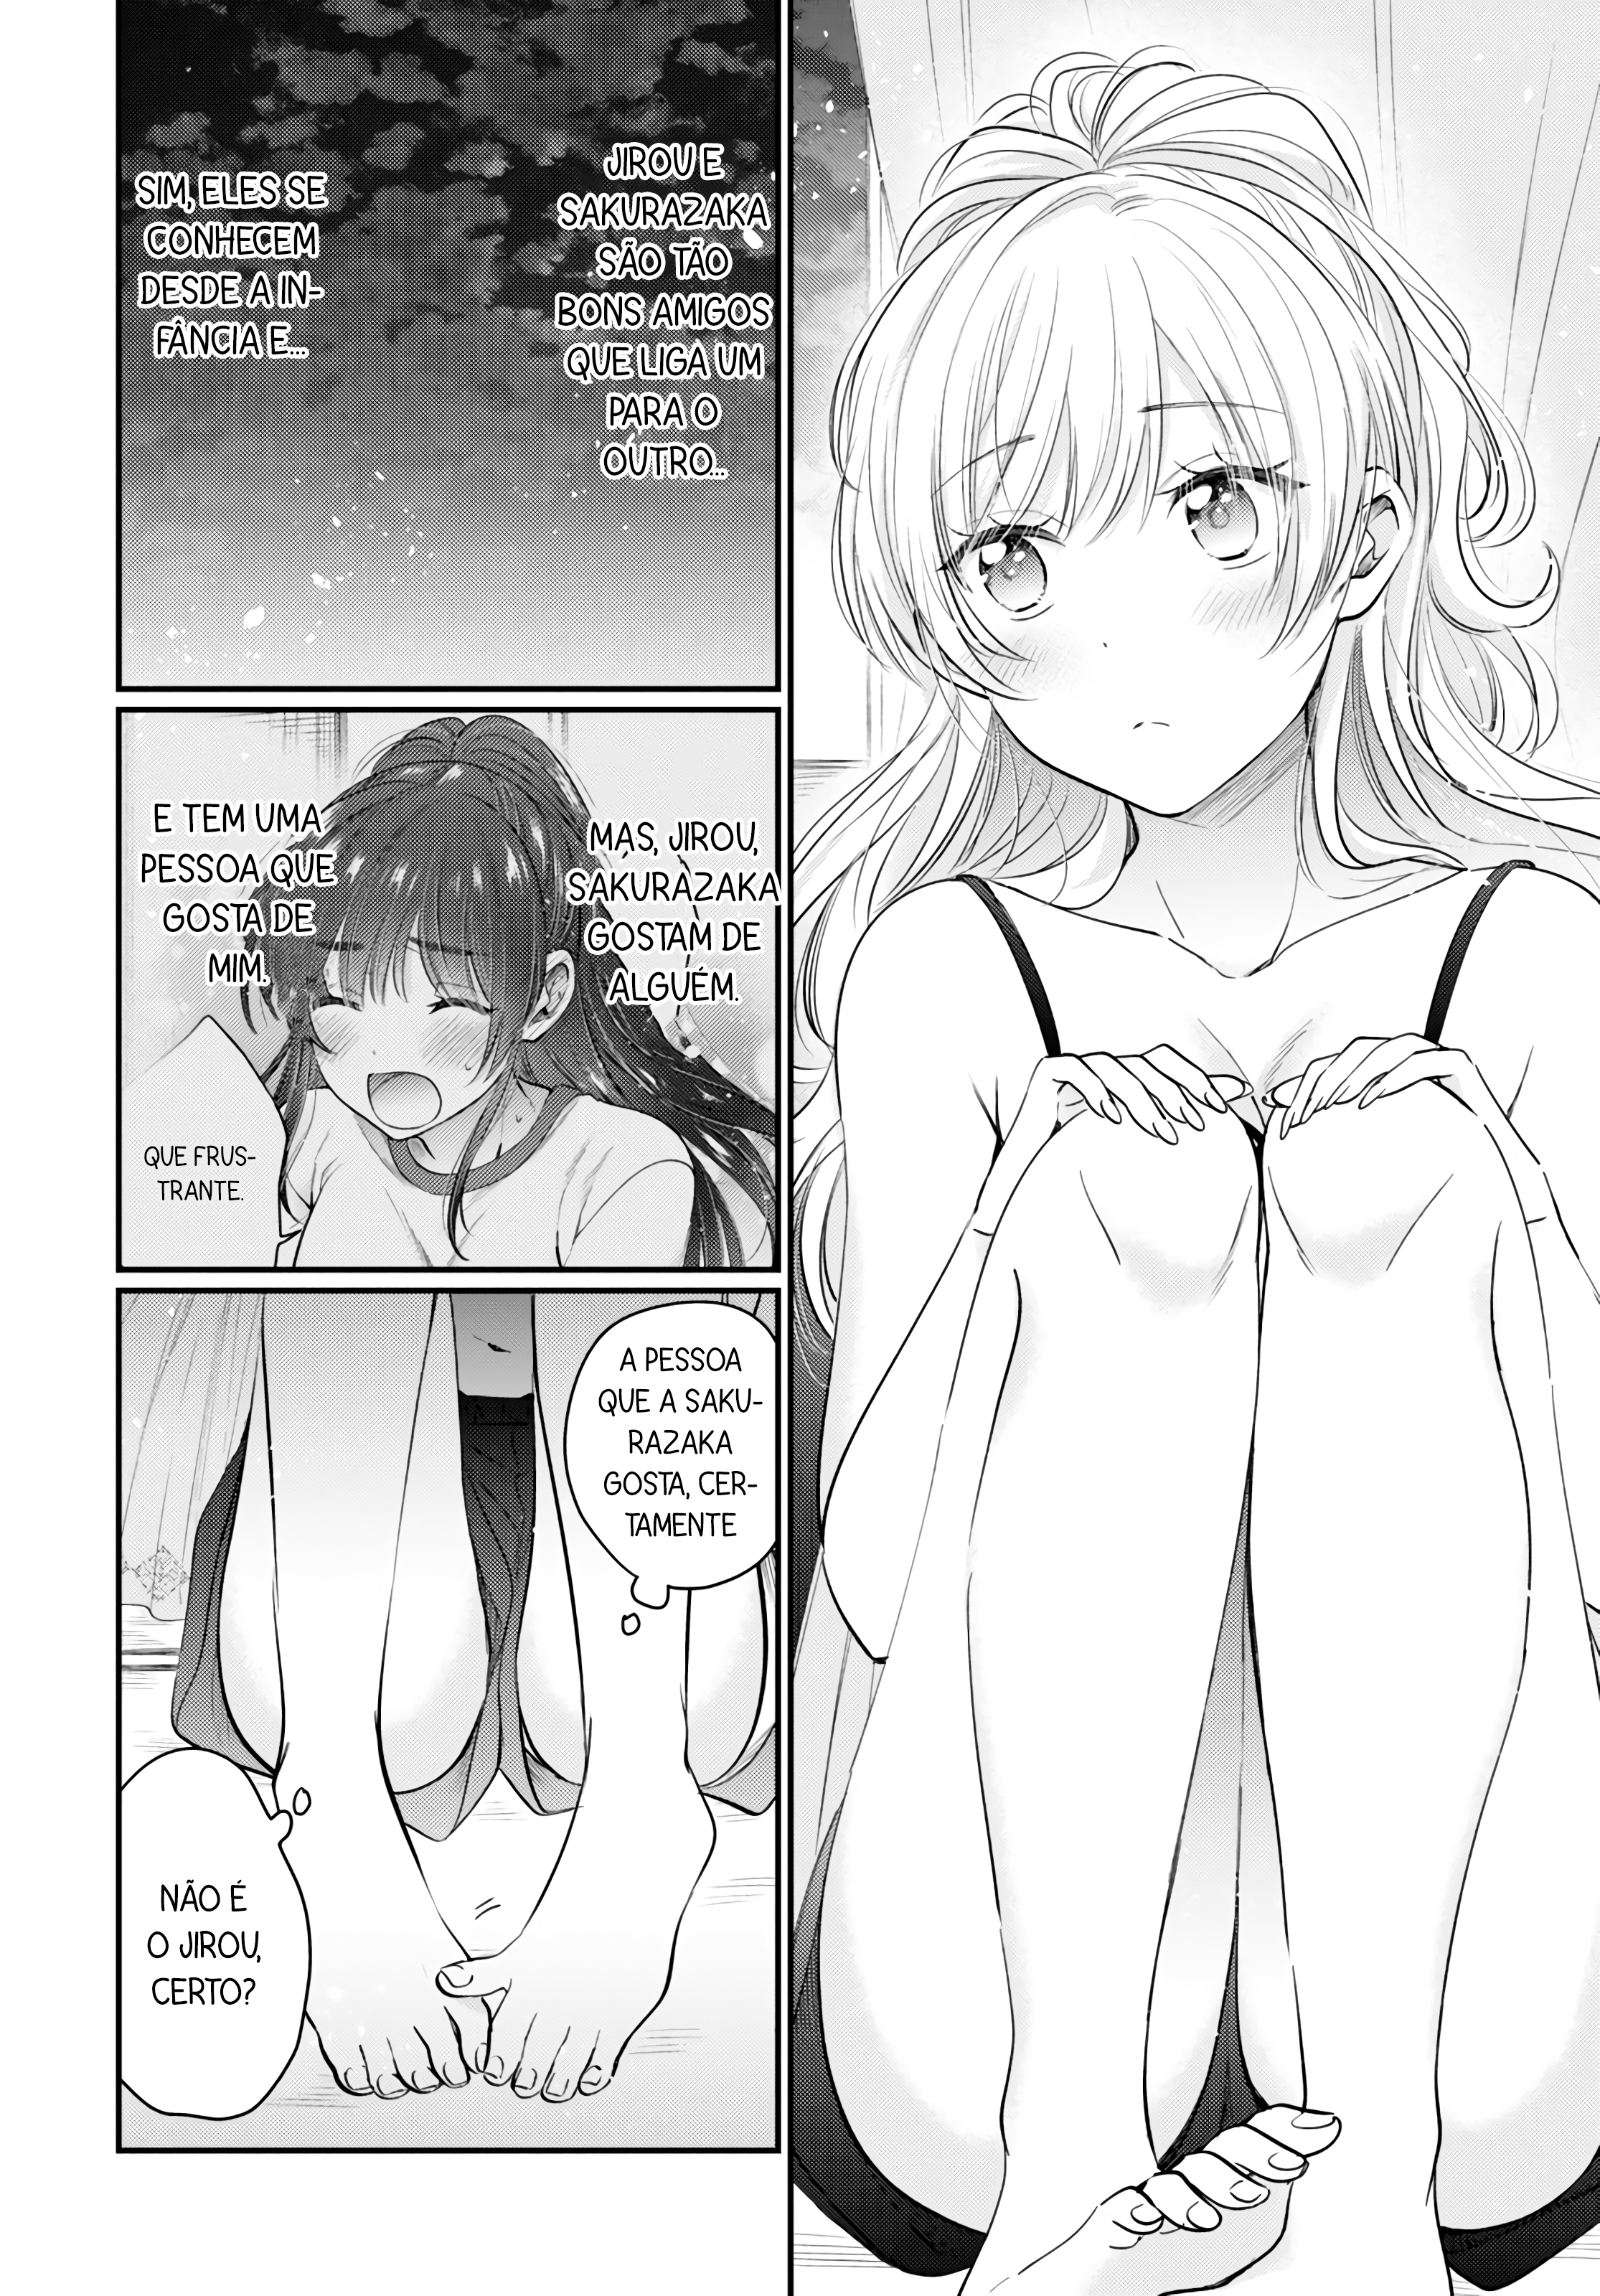 JIROU E
SAKURAZAKA
SÃO TÃO
BONS AMIGOS
QUE LIGA UM
PARA O
OUTRO...
SIM, ELES SE
CONHECEM
DESDE A IN-
FÂNCIA E...
MAS, JIROU,
SAKURAZAKA
GOSTAM DE
ALGUÉM.
E TEM UMA
PESSOA QUE
GOSTA DE
MIM.
QUE FRUS-
TRANTE.
A PESSOA
QUE A SAKU-
RAZAKA
GOSTA, CER-
TAMENTE
NÃO É
O JIROU,
CERTO?